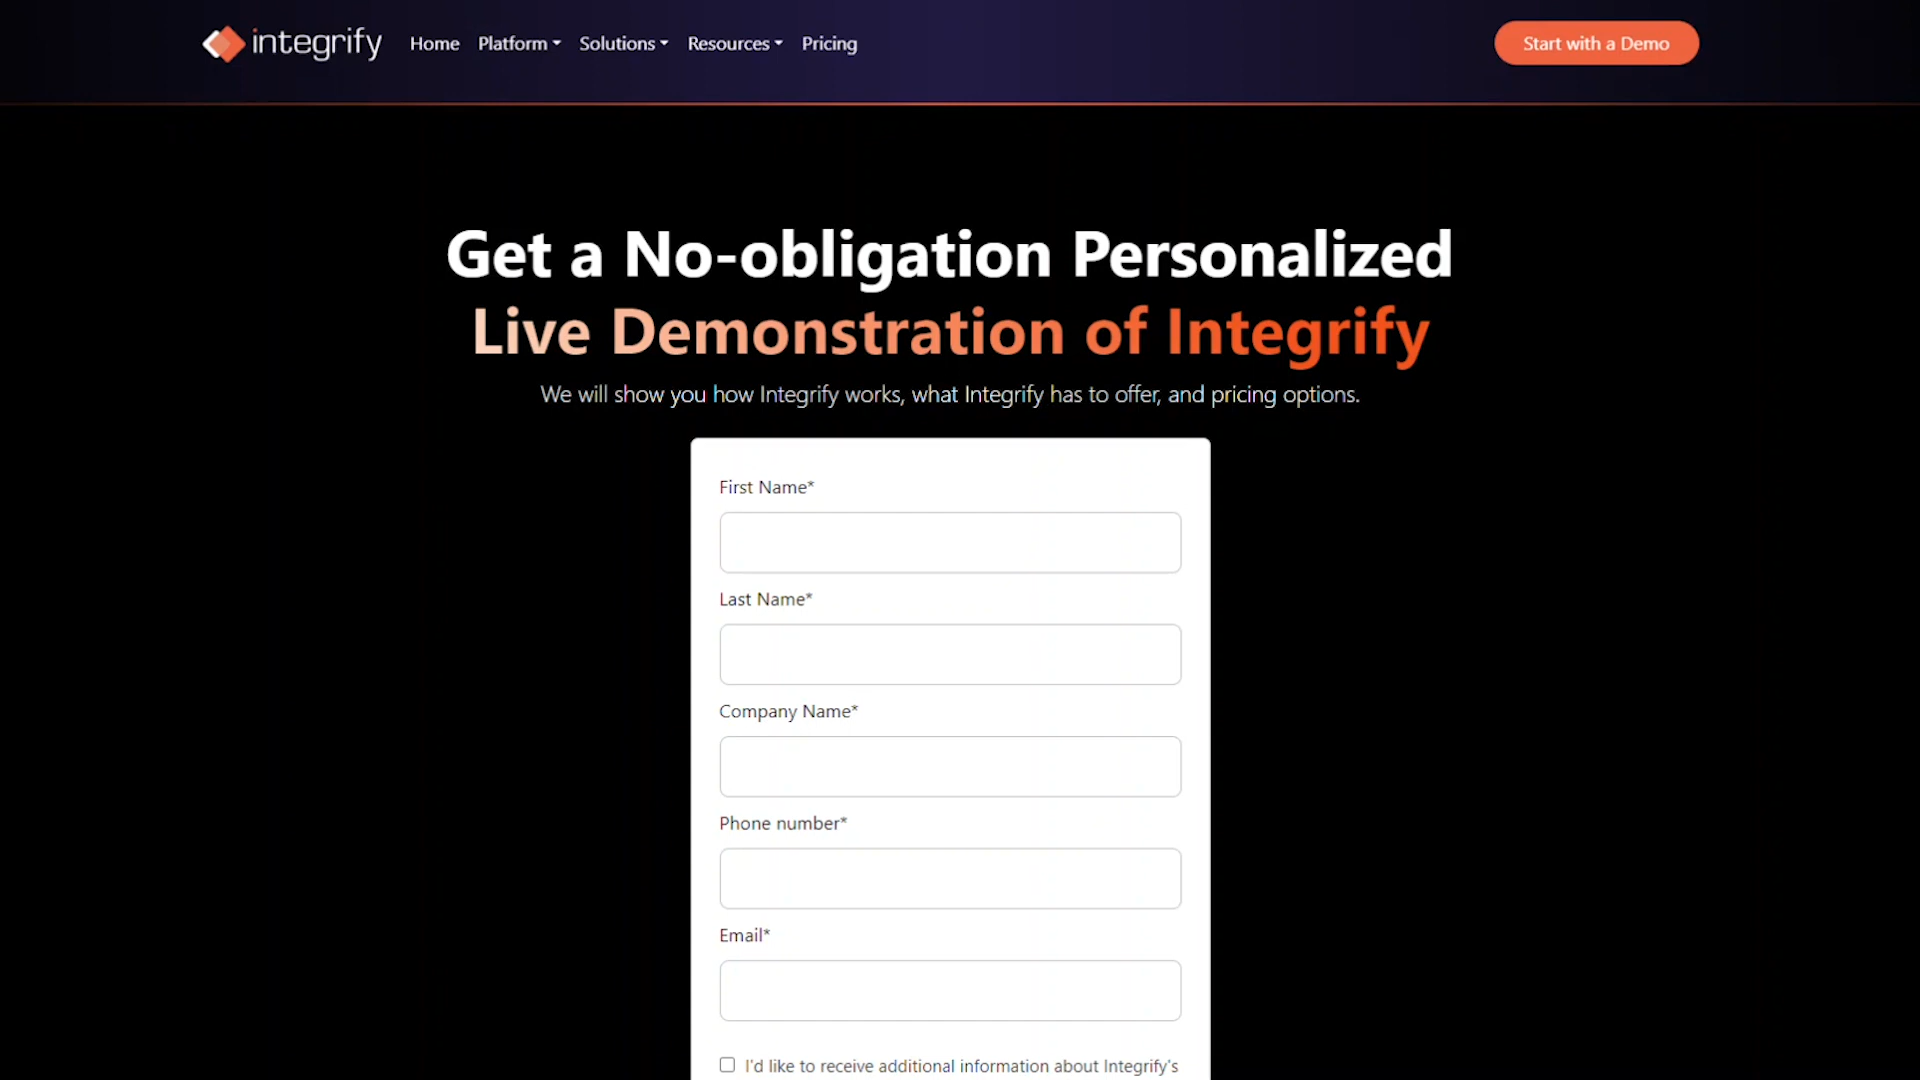 integrify Home Platform Solutions Resources Pricing Start with a Demo
Get a No-obligation Personalized
Live Demonstration of Integrify
We will show you how Integrify works, what Integrify has to offer, and pricing options.
First Name*
Last Name*
Company Name*
Phone number*
Email*
I'd like to receive additional information about Integrify's